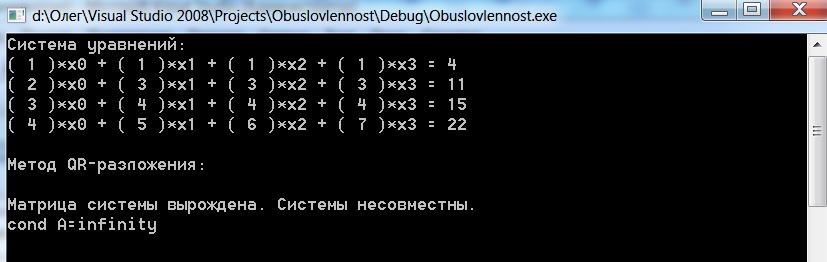 d:\Олег\Visual Studio 2008\Projects\Obuslovlennost\Debug\Obuslovlennost.exe
Система уравнений:
( 1 )*x0 + ( 1 )*x1 + ( 1 )*x2 + ( 1 )*x3 = 4
( 2 )*x0 + ( 3 )*x1 + ( 3 )*x2 + ( 3 )*x3 = 11
( 3 )*x0 + ( 4 )*x1 + ( 4 )*x2 + ( 4 )*x3 = 15
( 4 )*x0 + ( 5 )*x1 + ( 6 )*x2 + ( 7 )*x3 = 22
Метод QR-разложения:
Матрица системы вырождена. Системы несовместны.
cond A=infinity